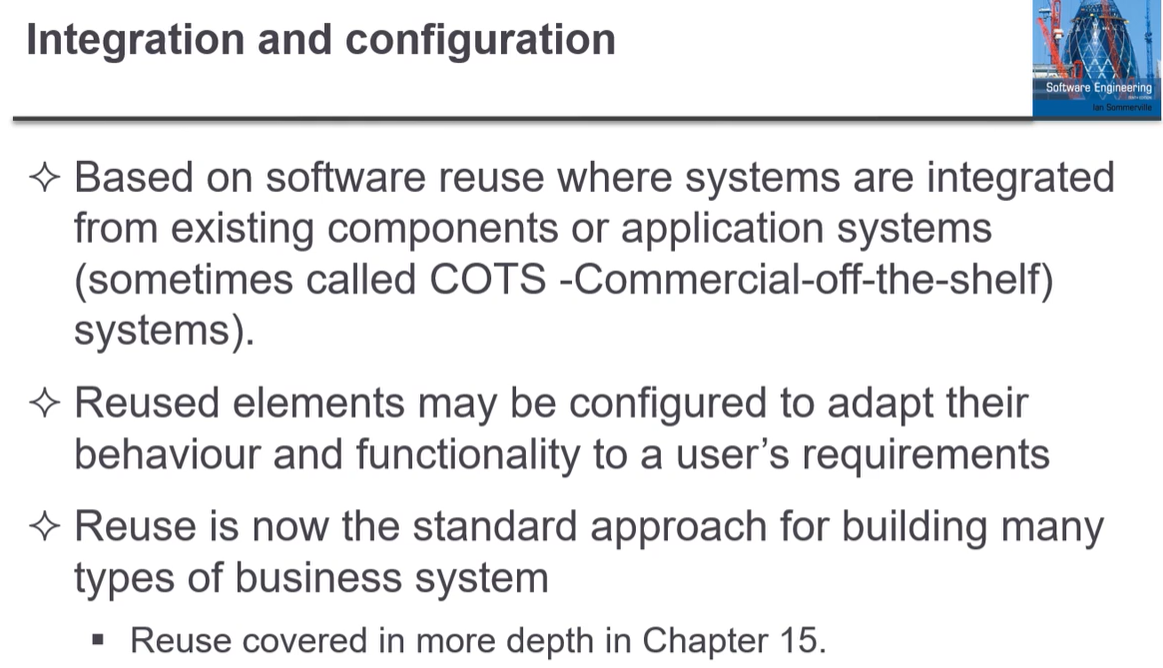 Integration and configuration
Software Engineering
Ian Sommerville
Based on software reuse where systems are integrated
from existing components or application systems
(sometimes called COTS -Commercial-off-the-shelf)
systems).
Reused elements may be configured to adapt their
behaviour and functionality to a user’s requirements
Reuse is now the standard approach for building many
types of business system
Reuse covered in more depth in Chapter 15.